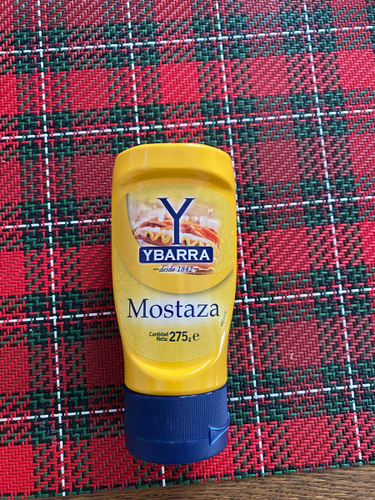 Y
YBARRA
desde 1842
Mostaza
Cantidad
Neta: 275g e